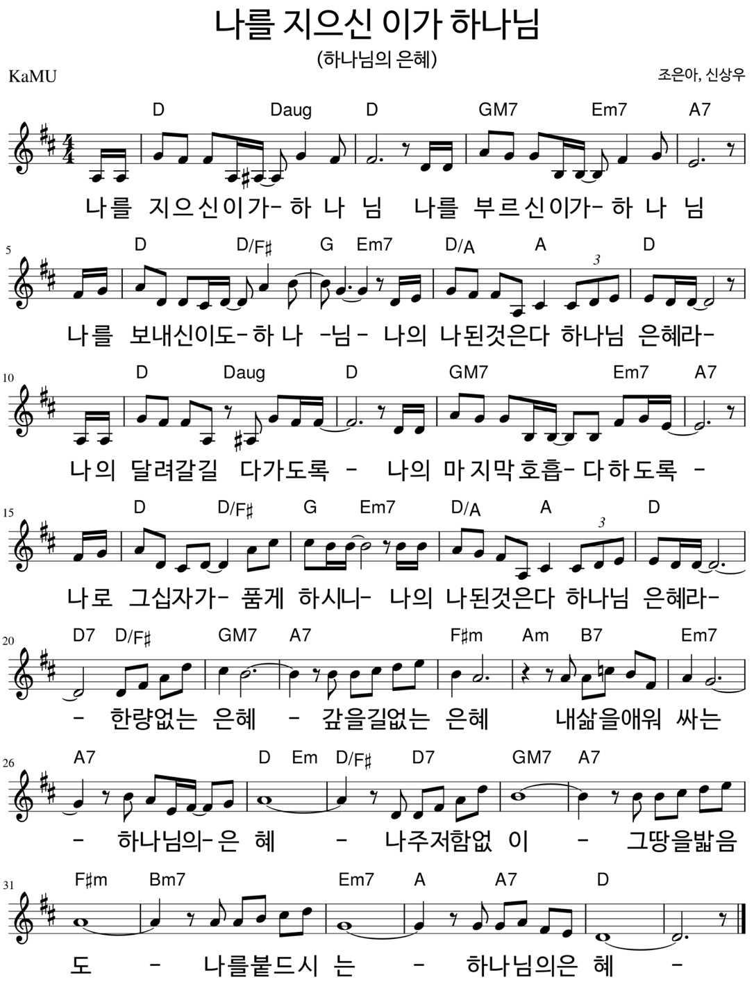 나를 지으신 이가 하나님
(하나님의 은혜)
KaMU 조은아, 신상우
D Daug D GM7 Em7 A7
나를 지으신이가- 하 나 님 나를 부르신이가- 하 나 님
5 D D/F♯ G Em7 D/A A D
3
나를 보내신이도- 하 나 -님- 나의 나된것은다 하나님 은혜라-
10 D Daug D GM7 Em7 A7
나의 달려갈길 다가도록 - 나의 마지막호흡- 다하도록 -
15 D D/F♯ G Em7 D/A A D
3
나로 그십자가- 품게 하시니- 나의 나된것은다 하나님 은혜라-
20 D7 D/F♯ GM7 A7 F♯m Am B7 Em7
- 한량없는 은혜 - 갚을길없는 은혜 내삶을애워 싸는
26 A7 D Em D/F♯ D7 GM7 A7
- 하나님의-은 혜 - 나주저함없 이 - 그땅을밟음
31 F♯m Bm7 Em7 A A7 D
도 - 나를붙드시 는 - 하나님의은 혜 -